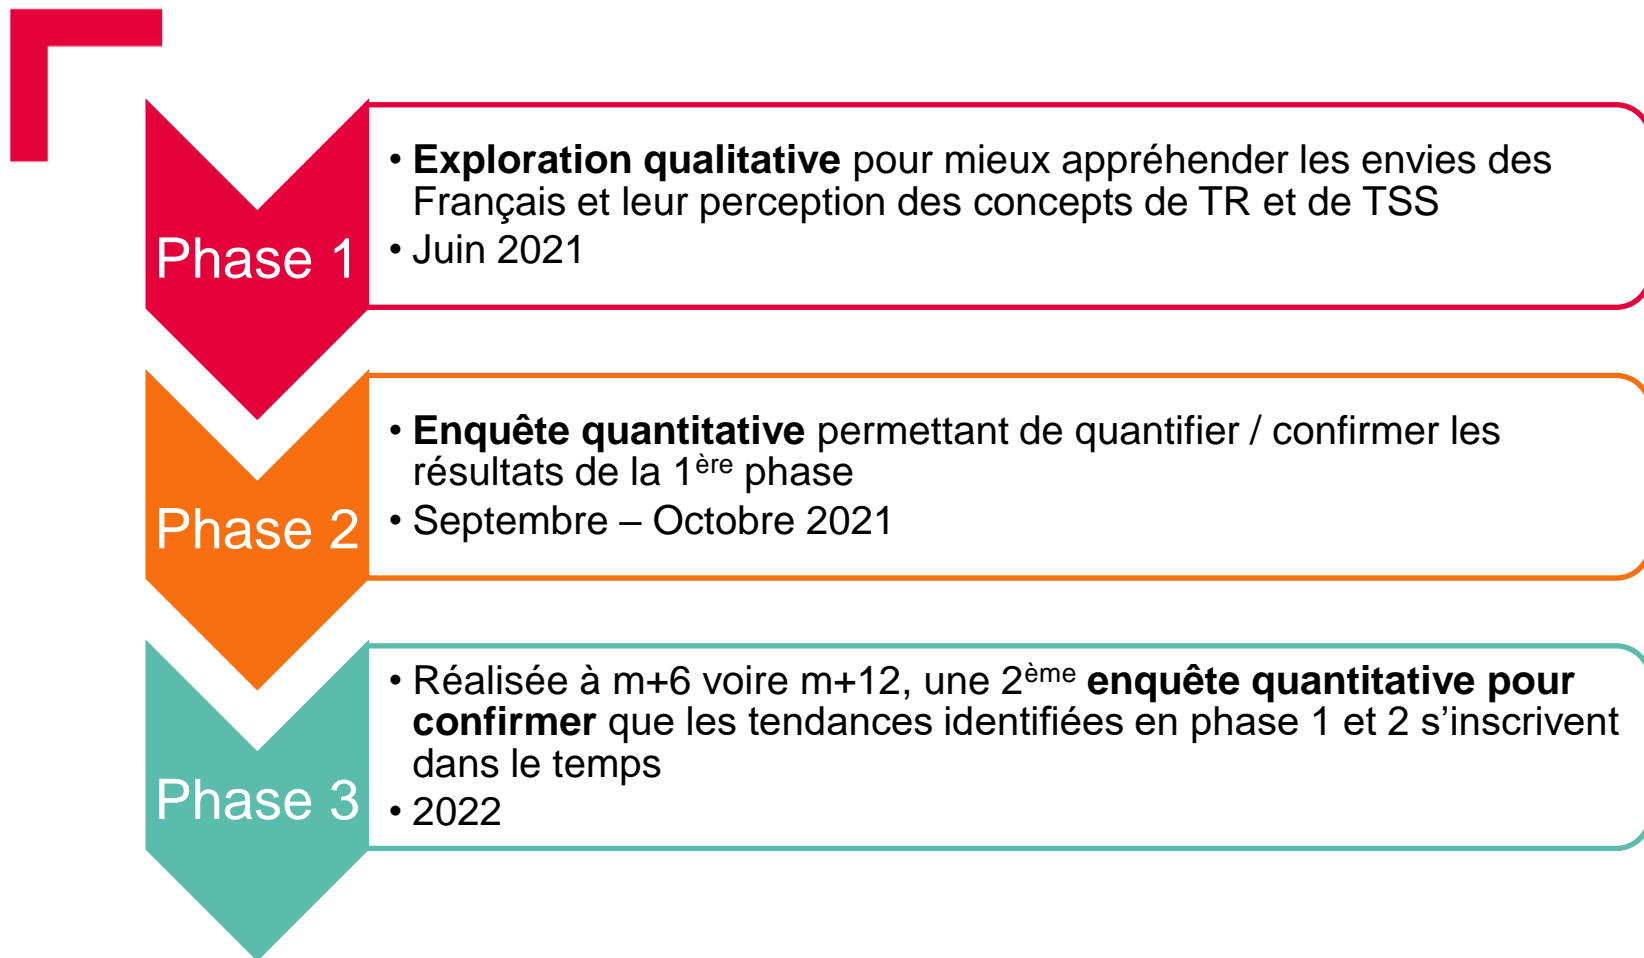 Phase 1
• Exploration qualitative pour mieux appréhender les envies des
Français et leur perception des concepts de TR et de TSS
• Juin 2021
Phase 2
• Enquête quantitative permettant de quantifier / confirmer les
résultats de la 1ère phase
• Septembre – Octobre 2021
Phase 3
• Réalisée à m+6 voire m+12, une 2ème enquête quantitative pour
confirmer que les tendances identifiées en phase 1 et 2 s’inscrivent
dans le temps
• 2022